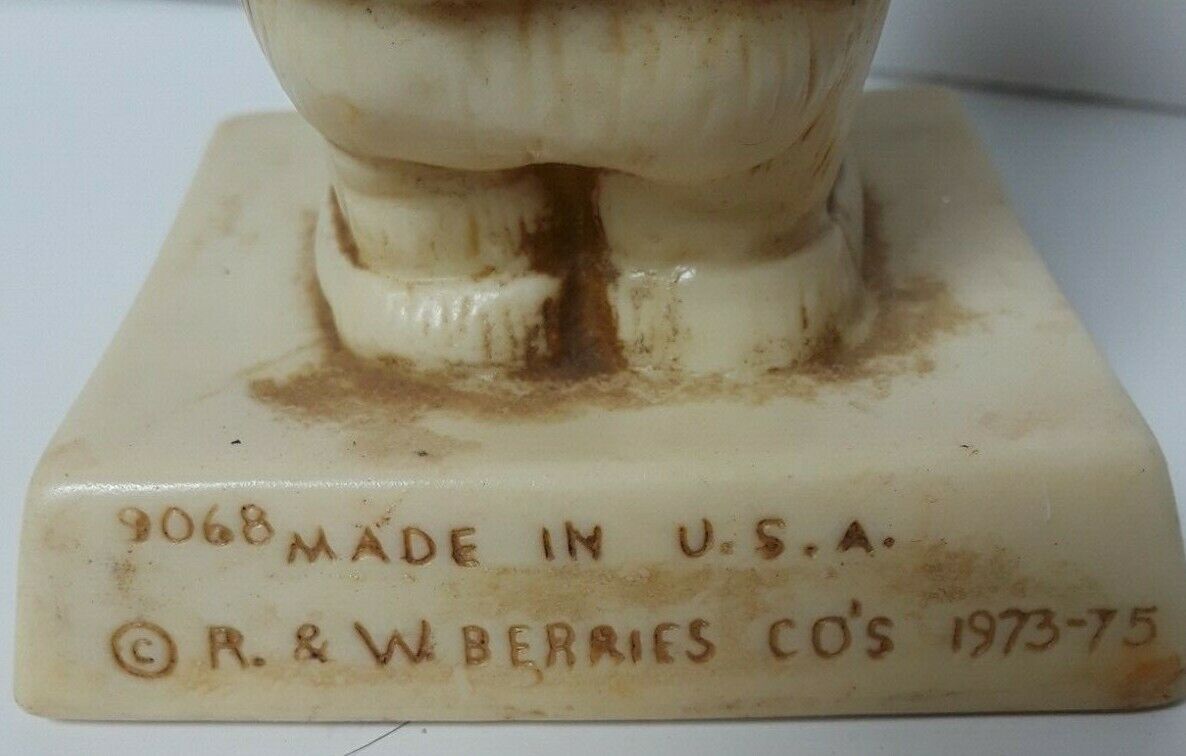 9068 MADE IN U.S.A.
© R. & W. BERRIES CO'S 1973-75